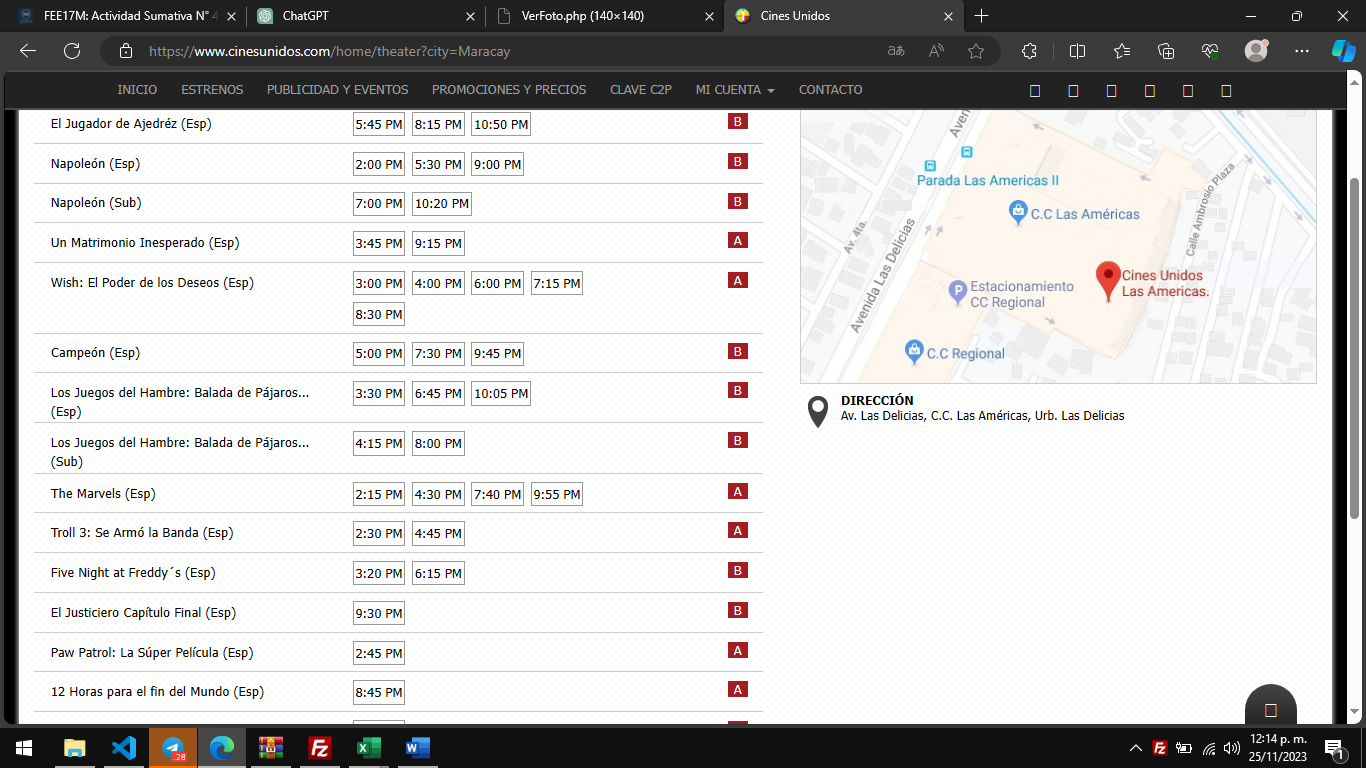 FEE17M: Actividad Sumativa N° 4
ChatGPT
VerFoto.php (140×140)
Cines Unidos
https://www.cinesunidos.com/home/theater?city=Maracay
INICIO ESTRENOS PUBLICIDAD Y EVENTOS PROMOCIONES Y PRECIOS CLAVE C2P MI CUENTA CONTACTO
El Jugador de Ajedréz (Esp) 5:45 PM 8:15 PM 10:50 PM B
Napoleón (Esp) 2:00 PM 5:30 PM 9:00 PM B
Napoleón (Sub) 7:00 PM 10:20 PM B
Un Matrimonio Inesperado (Esp) 3:45 PM 9:15 PM A
Wish: El Poder de los Deseos (Esp) 3:00 PM 4:00 PM 6:00 PM 7:15 PM A
8:30 PM
Campeón (Esp) 5:00 PM 7:30 PM 9:45 PM B
Los Juegos del Hambre: Balada de Pájaros... 3:30 PM 6:45 PM 10:05 PM B
(Esp)
Los Juegos del Hambre: Balada de Pájaros... 4:15 PM 8:00 PM B
(Sub)
The Marvels (Esp) 2:15 PM 4:30 PM 7:40 PM 9:55 PM A
Troll 3: Se Armó la Banda (Esp) 2:30 PM 4:45 PM A
Five Night at Freddy´s (Esp) 3:20 PM 6:15 PM B
El Justiciero Capítulo Final (Esp) 9:30 PM B
Paw Patrol: La Súper Película (Esp) 2:45 PM A
12 Horas para el fin del Mundo (Esp) 8:45 PM A
Aveni
Parada Las Americas II
C.C Las Américas
Av. 4ta.
Avenida Las Delicias
Calle Ambrosio Plaza
Cines Unidos
Las Americas.
Estacionamiento
CC Regional
P
C.C Regional
DIRECCIÓN
Av. Las Delicias, C.C. Las Américas, Urb. Las Delicias
.28
12:14 p. m.
25/11/2023
1